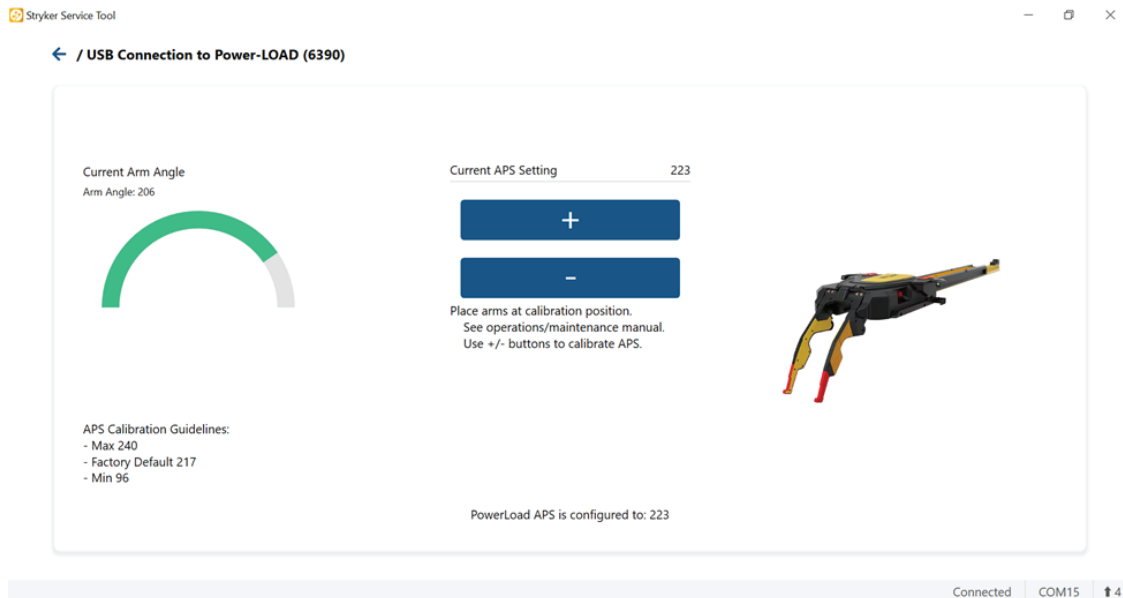 Stryker Service Tool
/ USB Connection to Power-LOAD (6390)
Current Arm Angle
Arm Angle: 206
Current APS Setting 223
+
-
Place arms at calibration position.
See operations/maintenance manual.
Use +/- buttons to calibrate APS.
APS Calibration Guidelines:
- Max 240
- Factory Default 217
- Min 96
PowerLoad APS is configured to: 223
Connected COM15 4